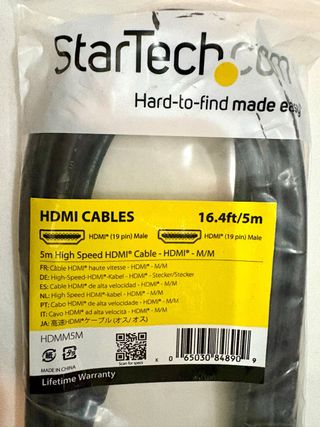 StarTech.com
Hard-to-find made easy
HDMI CABLES 16.4ft/5m
HDMI® (19 pin) Male HDMI® (19 pin) Male
5m High Speed HDMI® Cable - HDMI® - M/M
FR: Câble HDMI® haute vitesse - HDMI® - M/M
DE: High-Speed-HDMI®-Kabel - HDMI® - Stecker/Stecker
ES: Cable HDMI® de alta velocidad - HDMI® - M/M
NL: High Speed HDMI®-kabel - HDMI® - M/M
PT: Cabo HDMI® de alta velocidade - HDMI® - M/M
IT: Cavo HDMI® ad alta velocità - HDMI® - M/M
JA: 高速HDMI®ケーブル (オス/ オス)
HDMM5M
MADE IN CHINA
Scan for specs
0 65030 84890 9
Lifetime Warranty